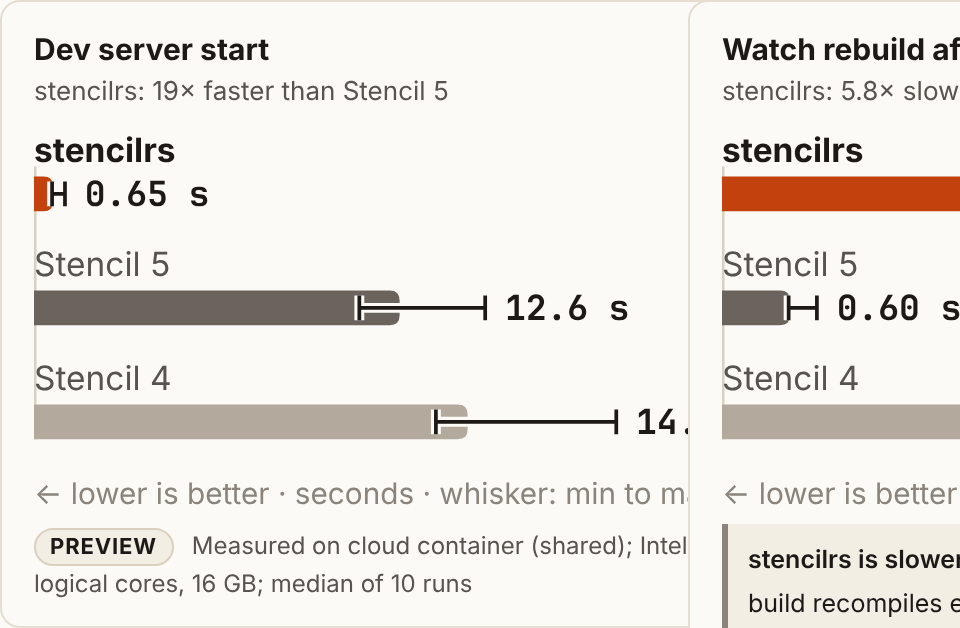 Dev server start
stencilrs: 19× faster than Stencil 5
stencilrs
0.65 s
Stencil 5
12.6 s
Stencil 4
14.
← lower is better · seconds · whisker: min to
PREVIEW Measured on cloud container (shared); Intel
logical cores, 16 GB; median of 10 runs
Watch rebuild
stencilrs: 5.8×
stencilrs
Stencil 5
0.60 s
Stencil 4
← lower is better
stencilrs is
build recompiles